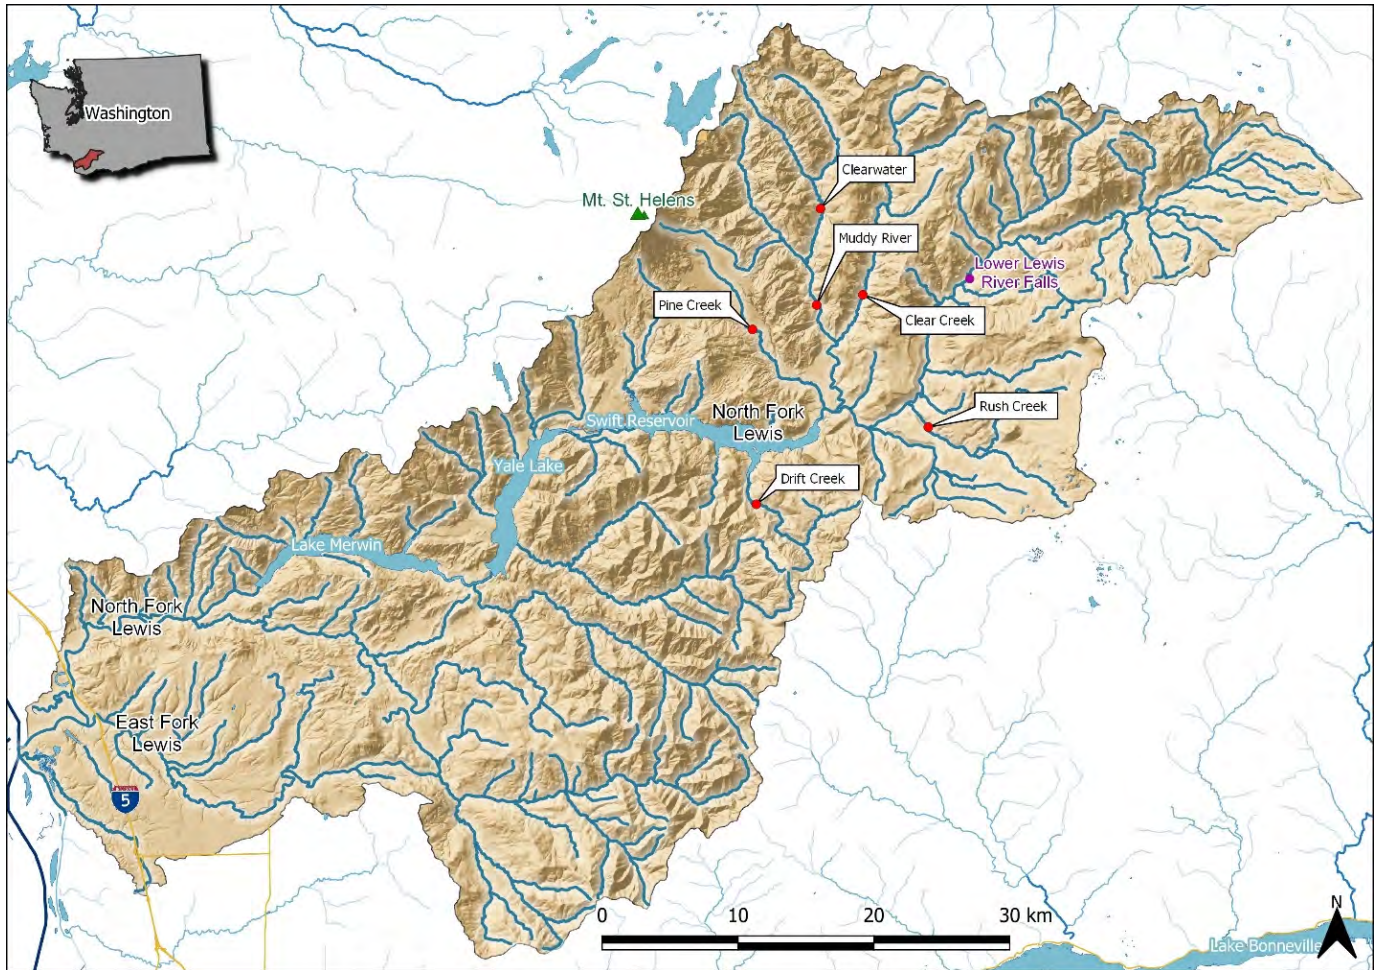 Washington
Clearwater
Mt. St. Helens
Muddy River
Lower Lewis
River Falls
Pine Creek
Clear Creek
Rush Creek
North Fork
Lewis
Swift Reservoir
Yale Lake
Drift Creek
Lake Merwin
North Fork
Lewis
East Fork
Lewis
5
0 10 20 30 km
N
Lake Bonneville